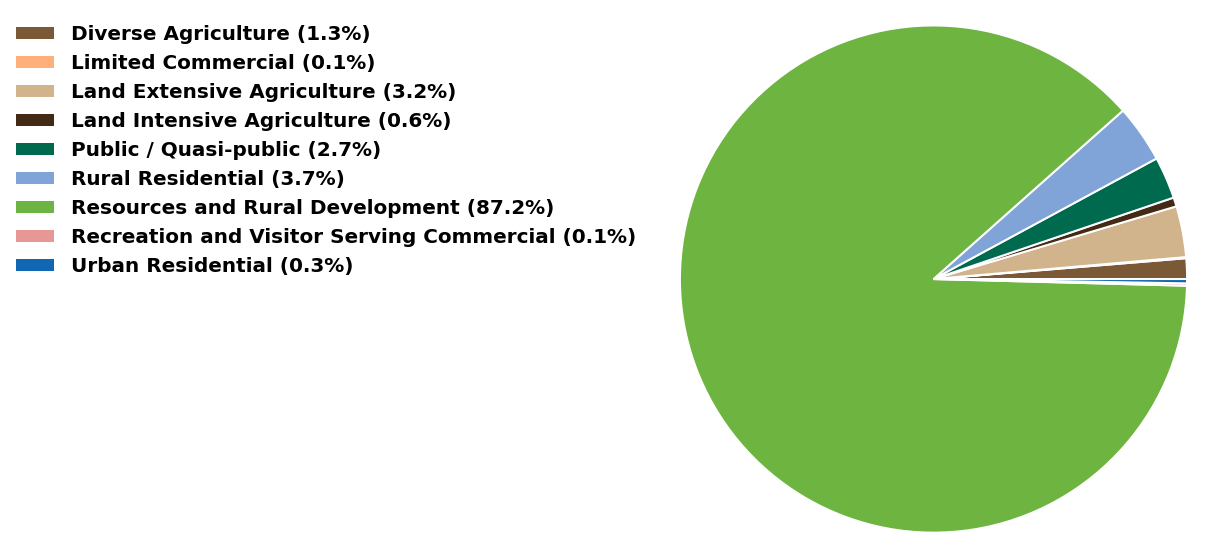 Diverse Agriculture (1.3%)
Limited Commercial (0.1%)
Land Extensive Agriculture (3.2%)
Land Intensive Agriculture (0.6%)
Public / Quasi-public (2.7%)
Rural Residential (3.7%)
Resources and Rural Development (87.2%)
Recreation and Visitor Serving Commercial (0.1%)
Urban Residential (0.3%)